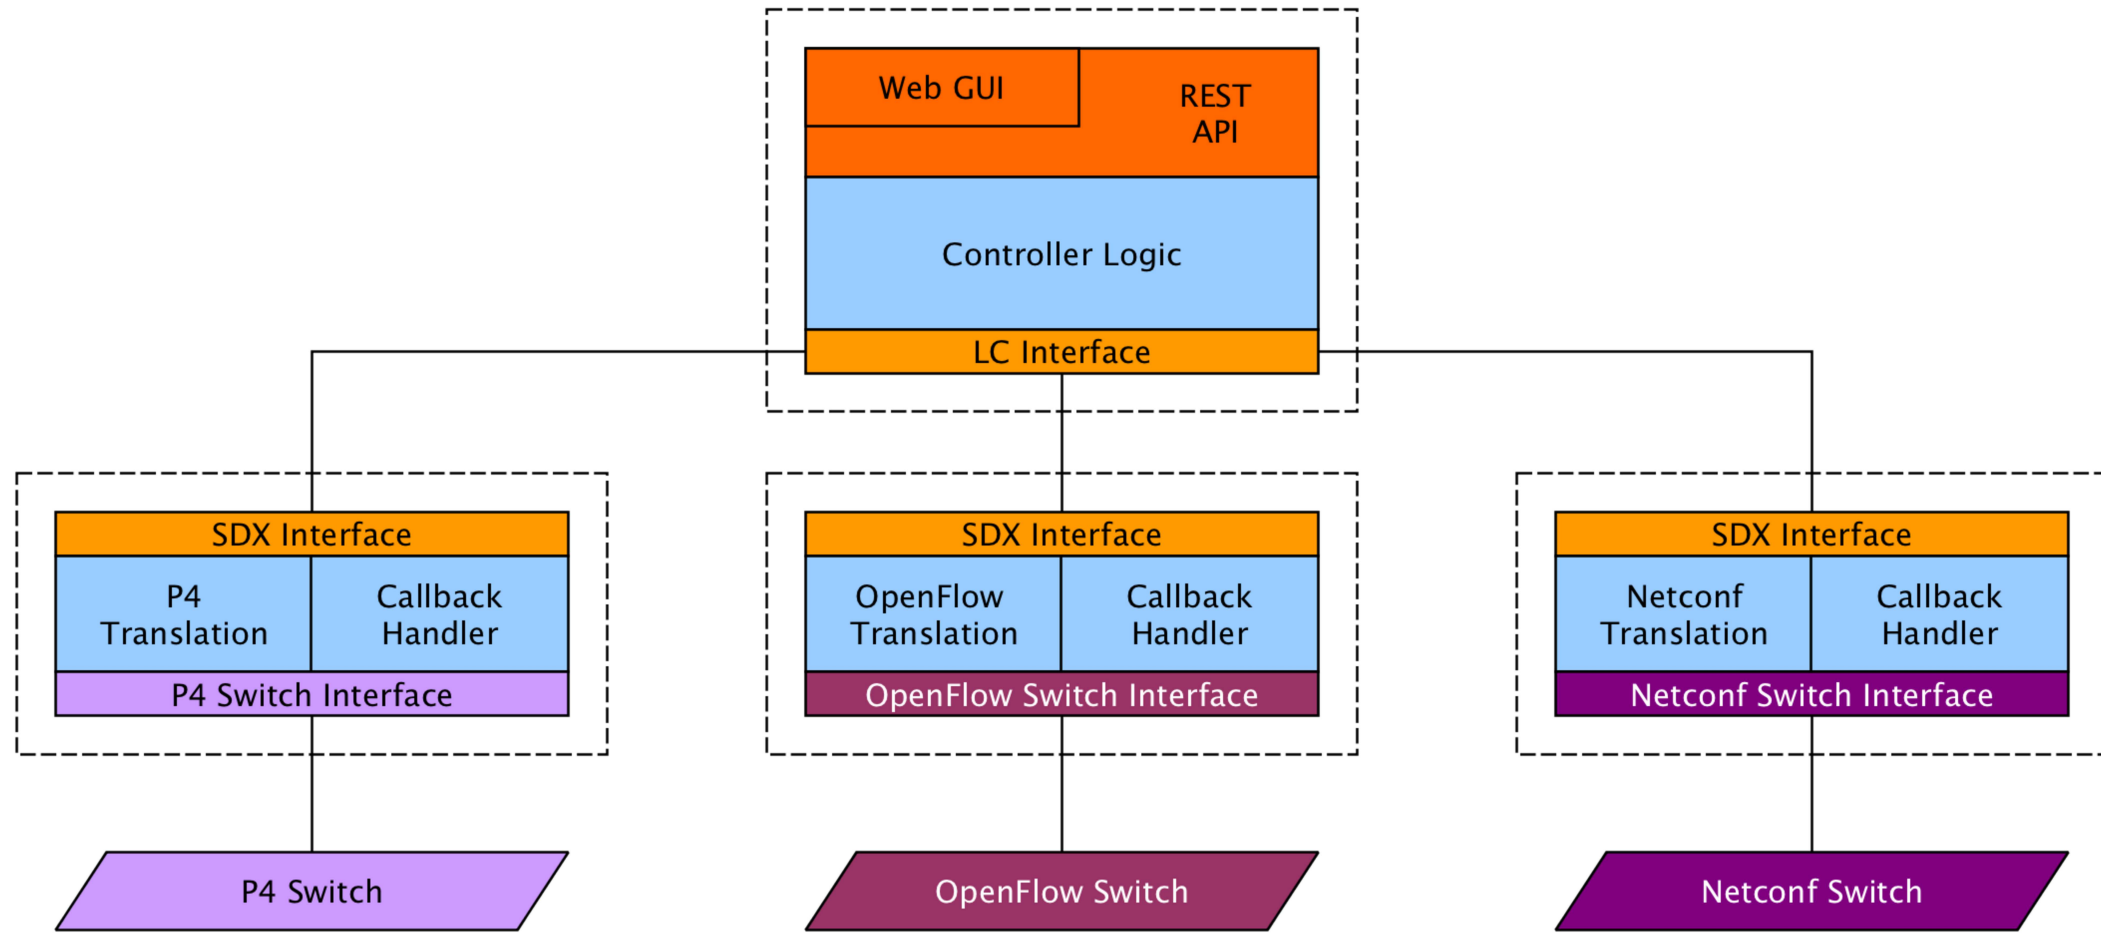 Web GUI
REST
API
Controller Logic
LC Interface
SDX Interface
P4
Translation
Callback
Handler
P4 Switch Interface
SDX Interface
OpenFlow
Translation
Callback
Handler
OpenFlow Switch Interface
SDX Interface
Netconf
Translation
Callback
Handler
Netconf Switch Interface
P4 Switch
OpenFlow Switch
Netconf Switch